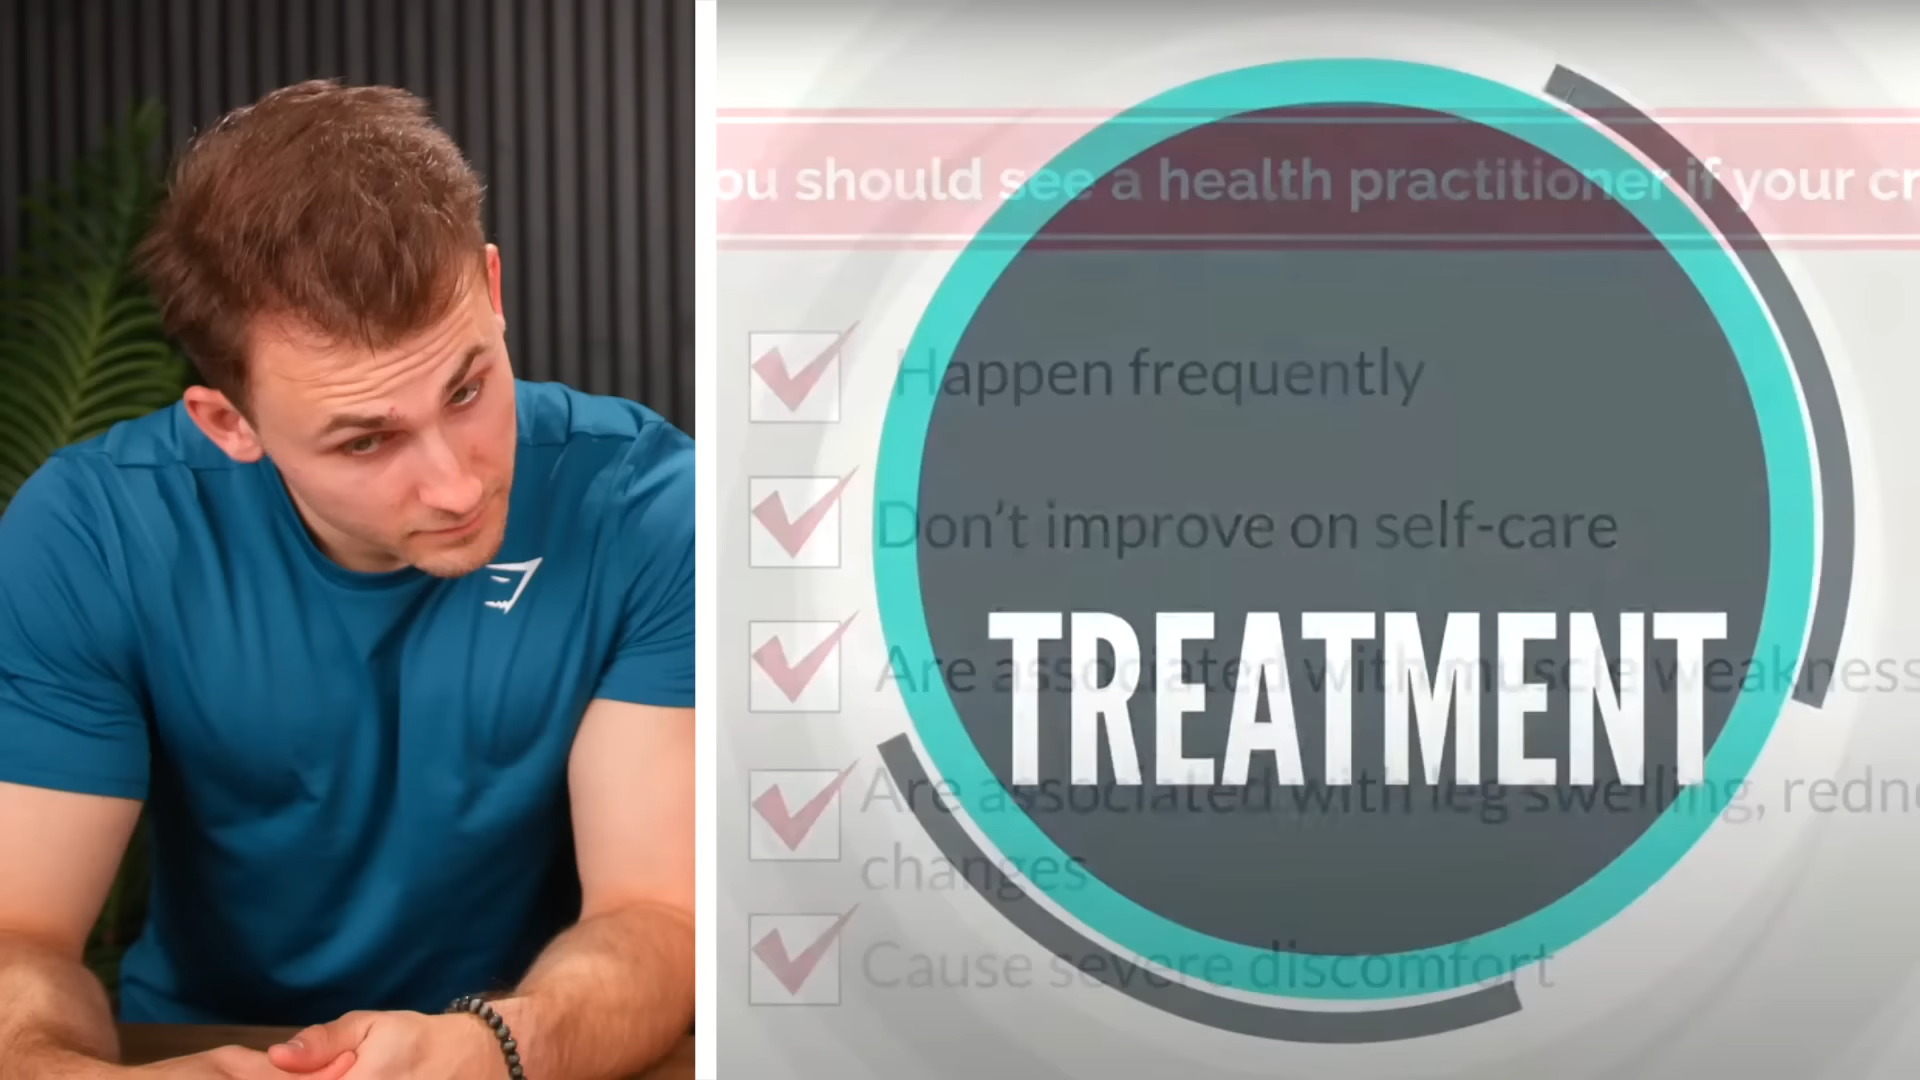 ou should see a health practitioner if your cr
Happen frequently
Don't improve on self-care
TREATMENT
Are associated with muscle weakness
Are associated with leg swelling, redn
changes
Cause severe discomfort